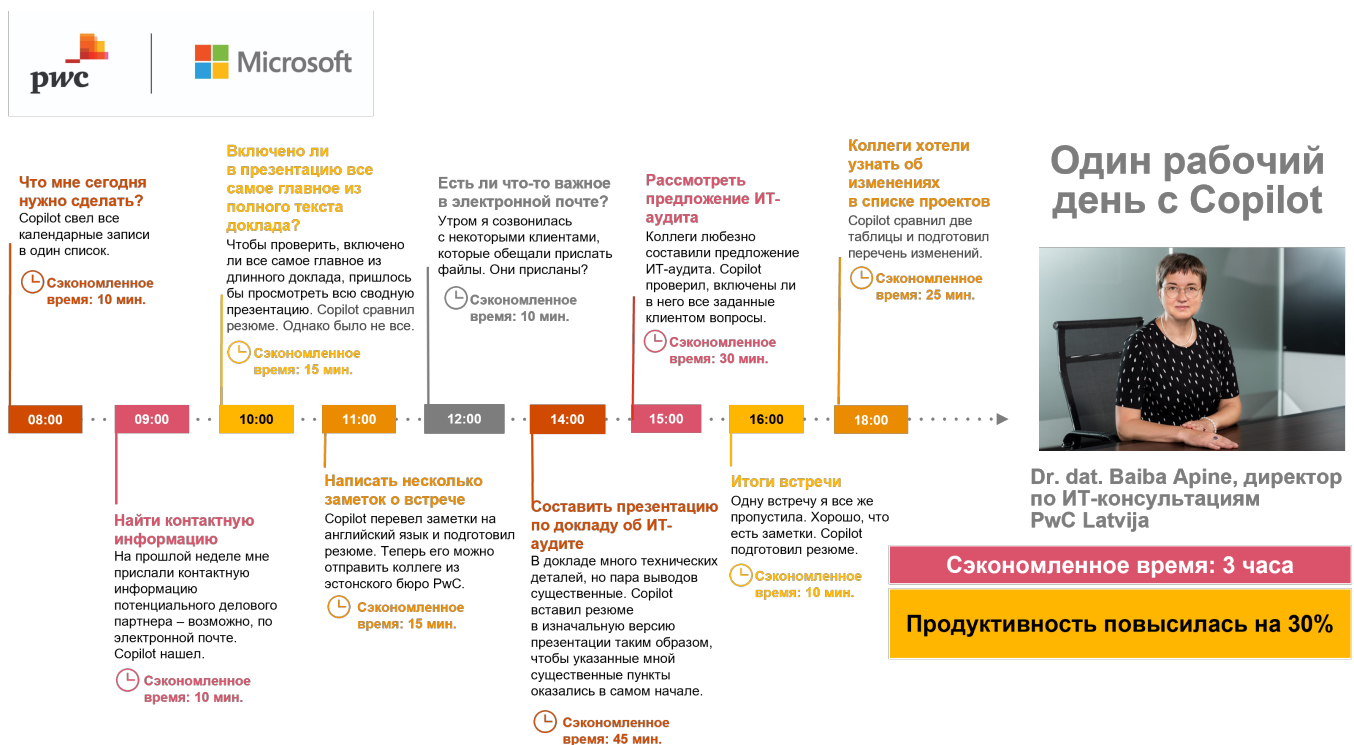 pwc
Microsoft
Один рабочий
день с Copilot
Что мне сегодня
нужно сделать?
Copilot свел все
календарные записи
в один список.
Сэкономленное
время: 10 мин.
Включено ли
в презентацию все
самое главное из
полного текста
доклада?
Чтобы проверить, включено
ли все самое главное из
длинного доклада, пришлось
бы просмотреть всю сводную
презентацию. Copilot сравнил
резюме. Однако было не все.
Сэкономленное
время: 15 мин.
Есть ли что-то важное
в электронной почте?
Утром я созвонилась
с некоторыми клиентами,
которые обещали прислать
файлы. Они присланы?
Сэкономленное
время: 10 мин.
Рассмотреть
предложение ИТ-
аудита
Коллеги любезно
составили предложение
ИТ-аудита. Copilot
проверил, включены ли
в него все заданные
клиентом вопросы.
Сэкономленное
время: 30 мин.
Коллеги хотели
узнать об
изменениях
в списке проектов
Copilot сравнил две
таблицы и подготовил
перечень изменений.
Сэкономленное
время: 25 мин.
08:00
09:00
10:00
11:00
12:00
14:00
15:00
16:00
18:00
Найти контактную
информацию
На прошлой неделе мне
прислали контактную
информацию
потенциального делового
партнера – возможно, по
электронной почте.
Copilot нашел.
Сэкономленное
время: 10 мин.
Написать несколько
заметок о встрече
Copilot перевел заметки на
английский язык и подготовил
резюме. Теперь его можно
отправить коллеге из
эстонского бюро PwC.
Сэкономленное
время: 15 мин.
Составить презентацию
по докладу об ИТ-
аудите
В докладе много технических
деталей, но пара выводов
существенные. Copilot
вставил резюме
в изначальную версию
презентации таким образом,
чтобы указанные мной
существенные пункты
оказались в самом начале.
Сэкономленное
время: 45 мин.
Итоги встречи
Одну встречу я все же
пропустила. Хорошо, что
есть заметки. Copilot
подготовил резюме.
Сэкономленное
время: 10 мин.
Dr. dat. Baiba Apine, директор
по ИТ-консультациям
PwC Latvija
Сэкономленное время: 3 часа
Продуктивность повысилась на 30%